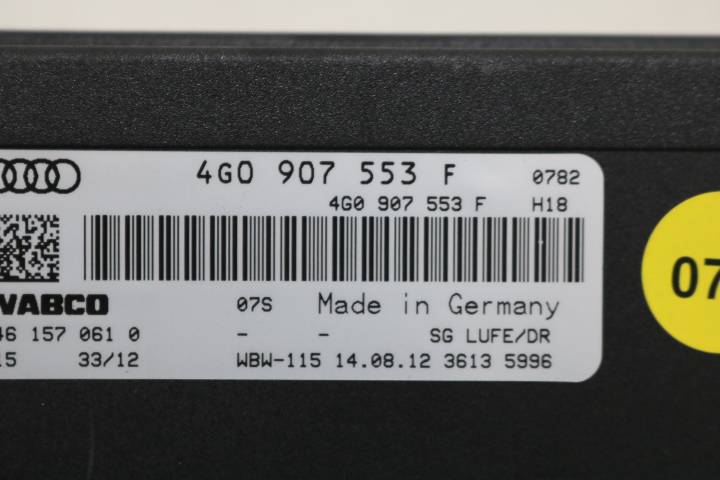 4G0 907 553 F 0782
4G0 907 553 F H18
WABCO 07S Made in Germany
46 157 061 0 - - SG LUFE/DR
15 33/12 WBW-115 14.08.12 3613 5996
07